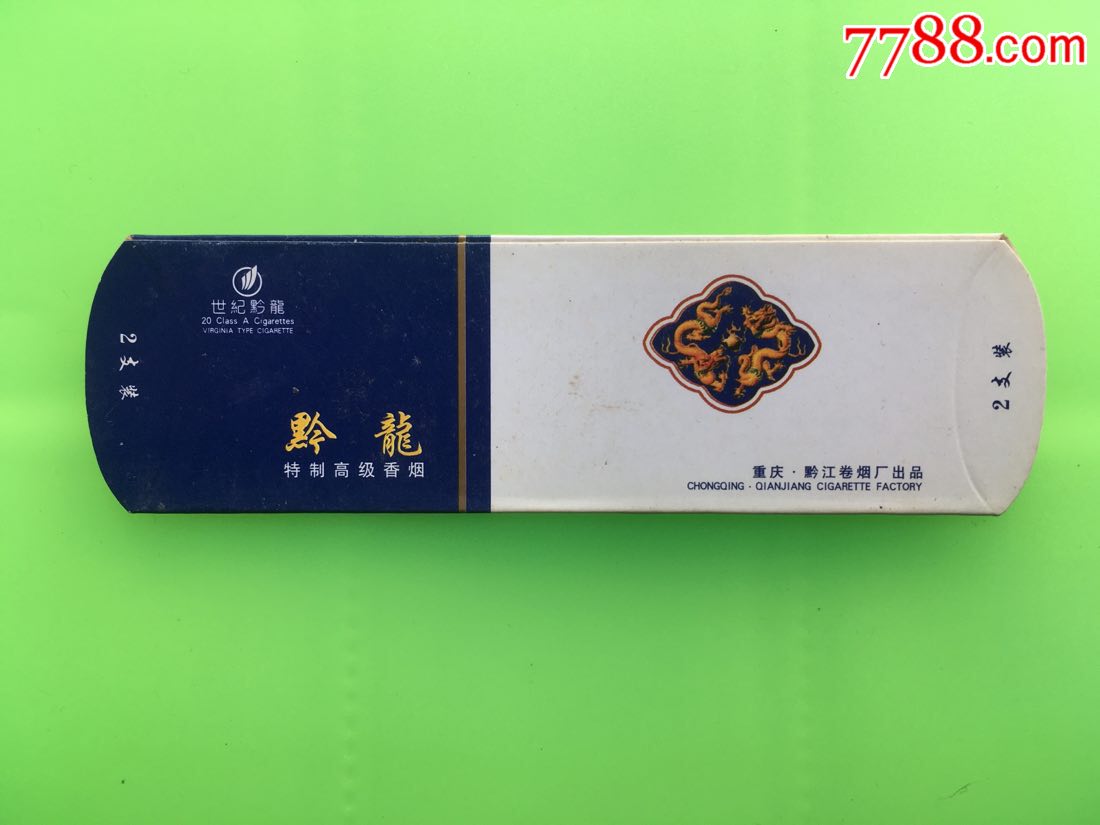 7788.com
世紀黔龍
20 Class A Cigarettes
VIRGINIA TYPE CIGARETTE
2支装
黔龍
特制高级香烟
2支装
重庆·黔江卷烟厂出品
CHONGQING·QIANJIANG CIGARETTE FACTORY